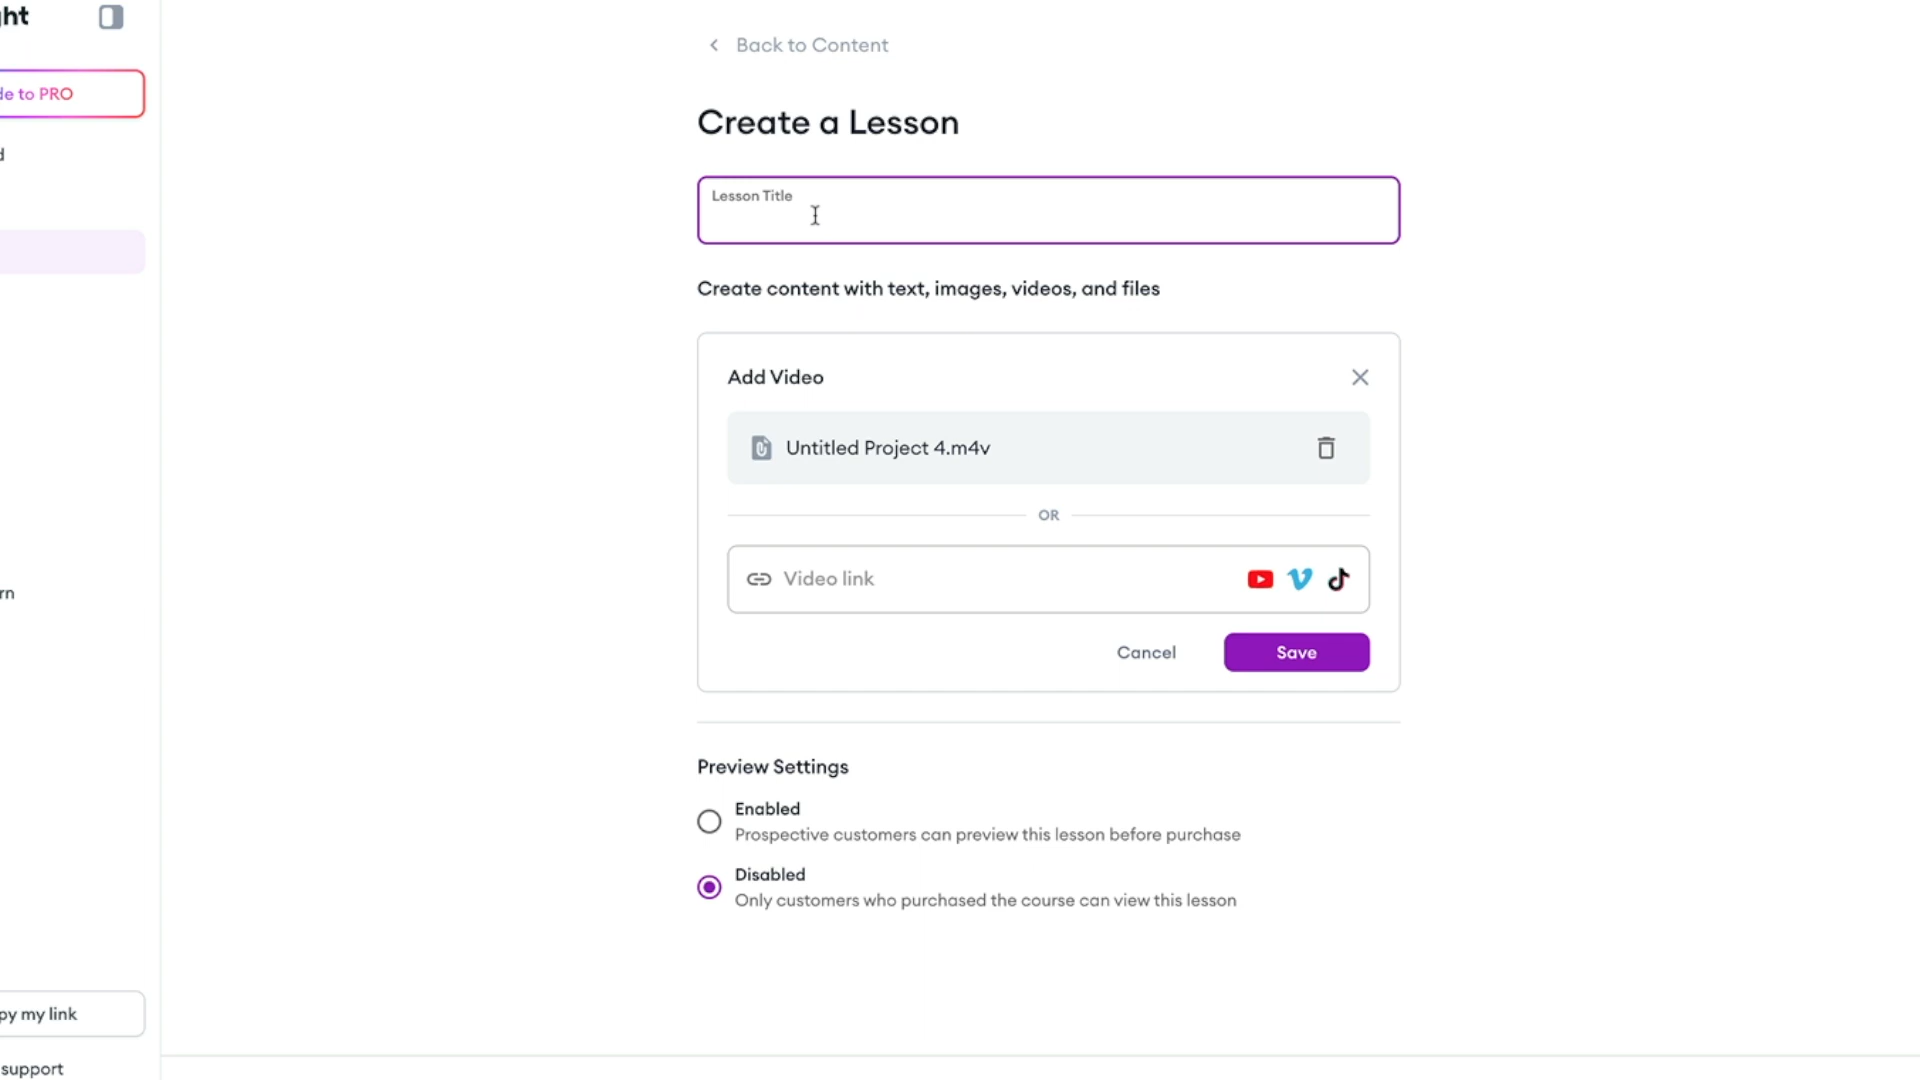 ght
de to PRO
d
rn
py my link
support
Back to Content
Create a Lesson
Lesson Title
Create content with text, images, videos, and files
Add Video
Untitled Project 4.m4v
OR
Video link
Cancel
Save
Preview Settings
Enabled
Prospective customers can preview this lesson before purchase
Disabled
Only customers who purchased the course can view this lesson